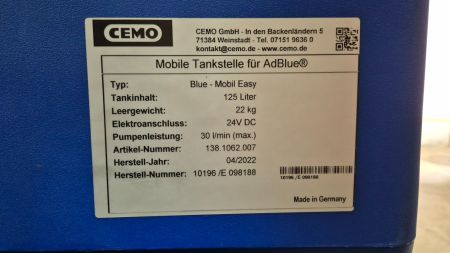 CEMO
CEMO GmbH - In den Backenländern 5
71384 Weinstadt - Tel. 07151 9636 0
kontakt@cemo.de - www.cemo.de
Mobile Tankstelle für AdBlue®
Typ: Blue - Mobil Easy
Tankinhalt: 125 Liter
Leergewicht: 22 kg
Elektroanschluss: 24V DC
Pumpenleistung: 30 l/min (max.)
Artikel-Nummer: 138.1062.007
Herstell-Jahr: 04/2022
Herstell-Nummer: 10196 /E 098188
10196 /E 098188
Made in Germany